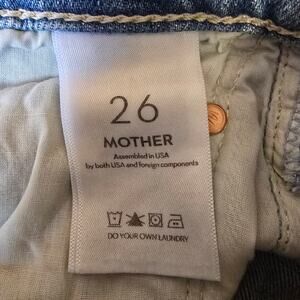 26
MOTHER
Assembled in USA
by both USA and foreign components
DO YOUR OWN LAUNDRY